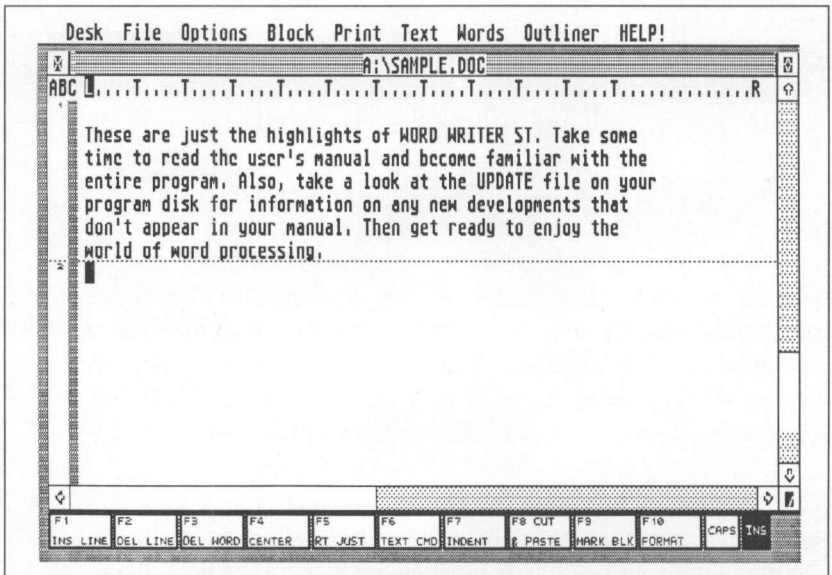 Desk File Options Block Print Text Words Outliner HELP!
A:\SAMPLE.DOC
ABC L....T....T....T....T....T....T....T....T....T....T....T..............R
1
These are just the highlights of WORD WRITER ST. Take some
time to read the user's manual and become familiar with the
entire program. Also, take a look at the UPDATE file on your
program disk for information on any new developments that
don't appear in your manual. Then get ready to enjoy the
world of word processing.
2
F1 F2 F3 F4 F5 F6 F7 F8 CUT F9 F10
INS LINE DEL LINE DEL WORD CENTER RT JUST TEXT CMD INDENT & PASTE MARK BLK FORMAT CAPS INS